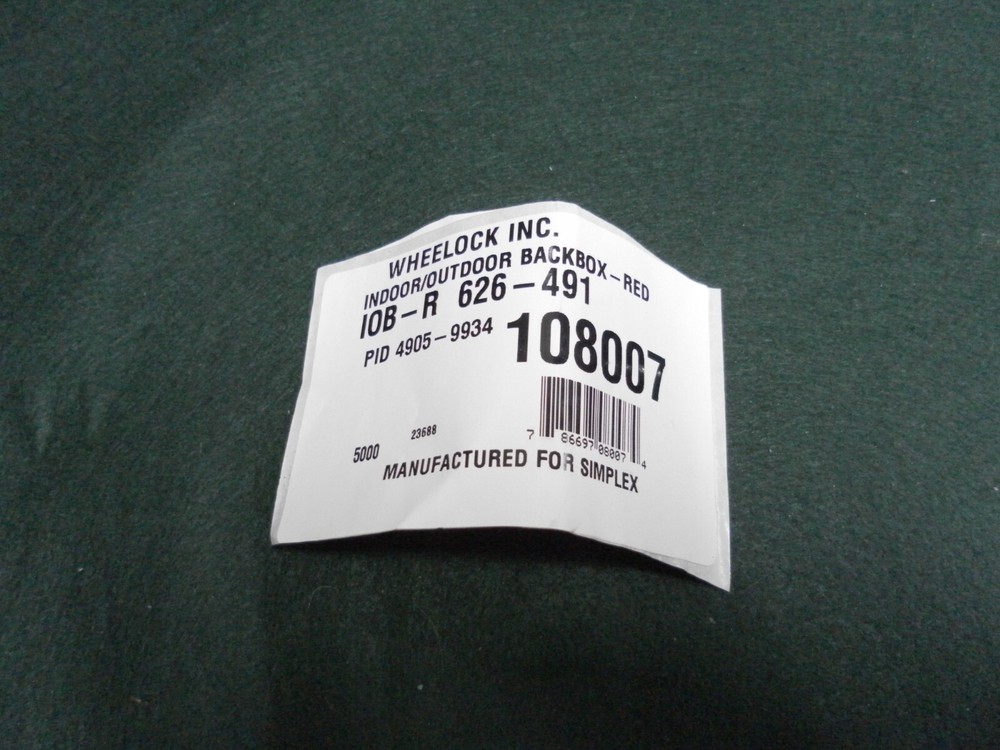 WHEELOCK INC.
INDOOR/OUTDOOR BACKBOX-RED
IOB-R 626-491
PID 4905-9934
108007
7 86697 08007 4
23688
5000
MANUFACTURED FOR SIMPLEX